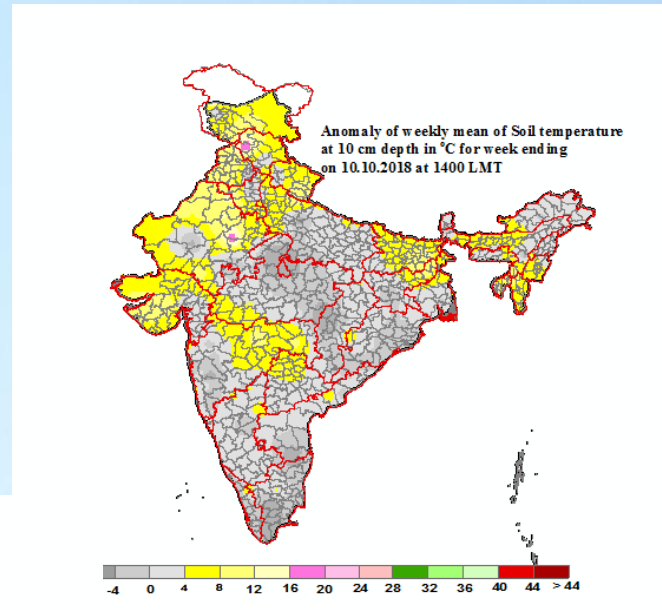 Anomaly of weekly mean of Soil temperature
at 10 cm depth in °C for week ending
on 10.10.2018 at 1400 LMT
-4 0 4 8 12 16 20 24 28 32 36 40 44 > 44